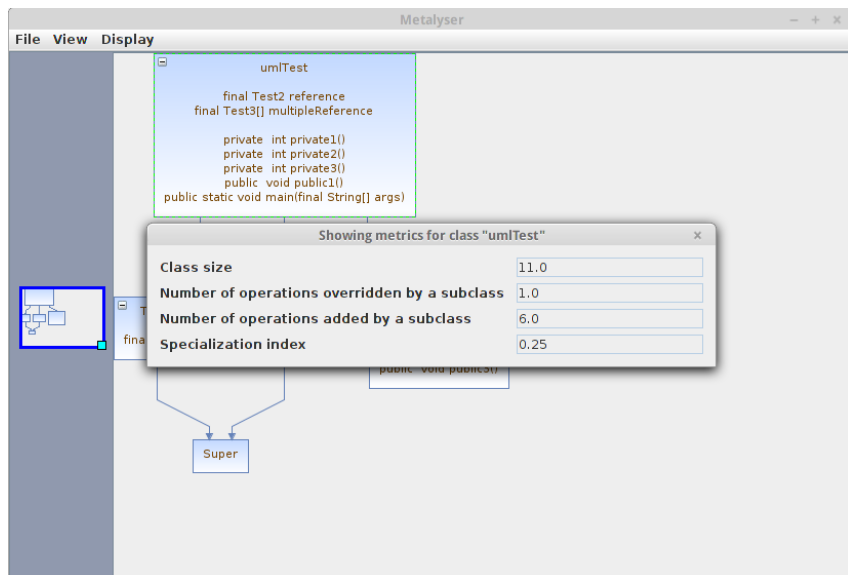 Metalyser
File View Display
umlTest
final Test2 reference
final Test3[] multipleReference
private int private1()
private int private2()
private int private3()
public void public1()
public static void main(final String[] args)
Showing metrics for class "umlTest"
Class size 11.0
Number of operations overridden by a subclass 1.0
Number of operations added by a subclass 6.0
Specialization index 0.25
fina
public void public3()
Super